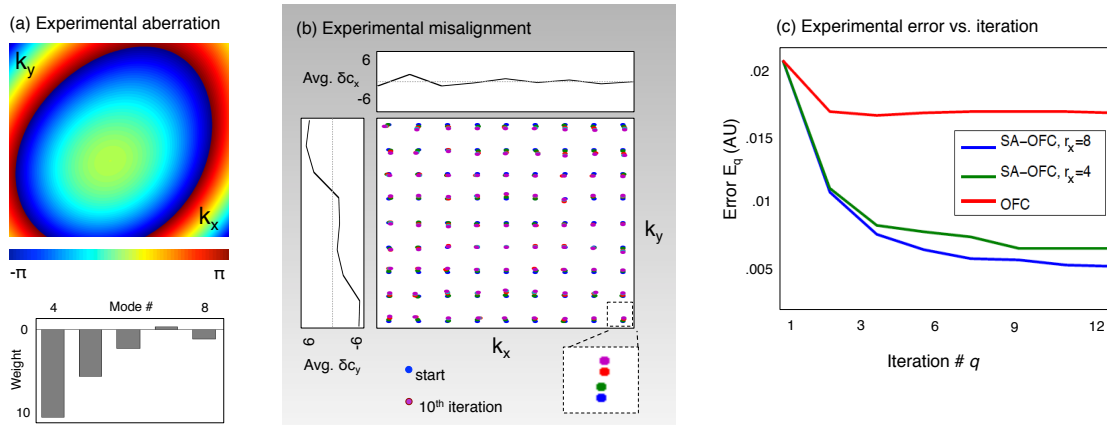 (a) Experimental aberration
k_y
k_x
-π
π
4
Mode #
8
0
Weight
10
(b) Experimental misalignment
6
Avg. δc_x
-6
6
-6
Avg. δc_y
k_y
k_x
start
10th iteration
(c) Experimental error vs. iteration
.02
.015
.01
.005
Error E_q (AU)
SA-OFC, r_x=8
SA-OFC, r_x=4
OFC
1
3
6
9
12
Iteration # q